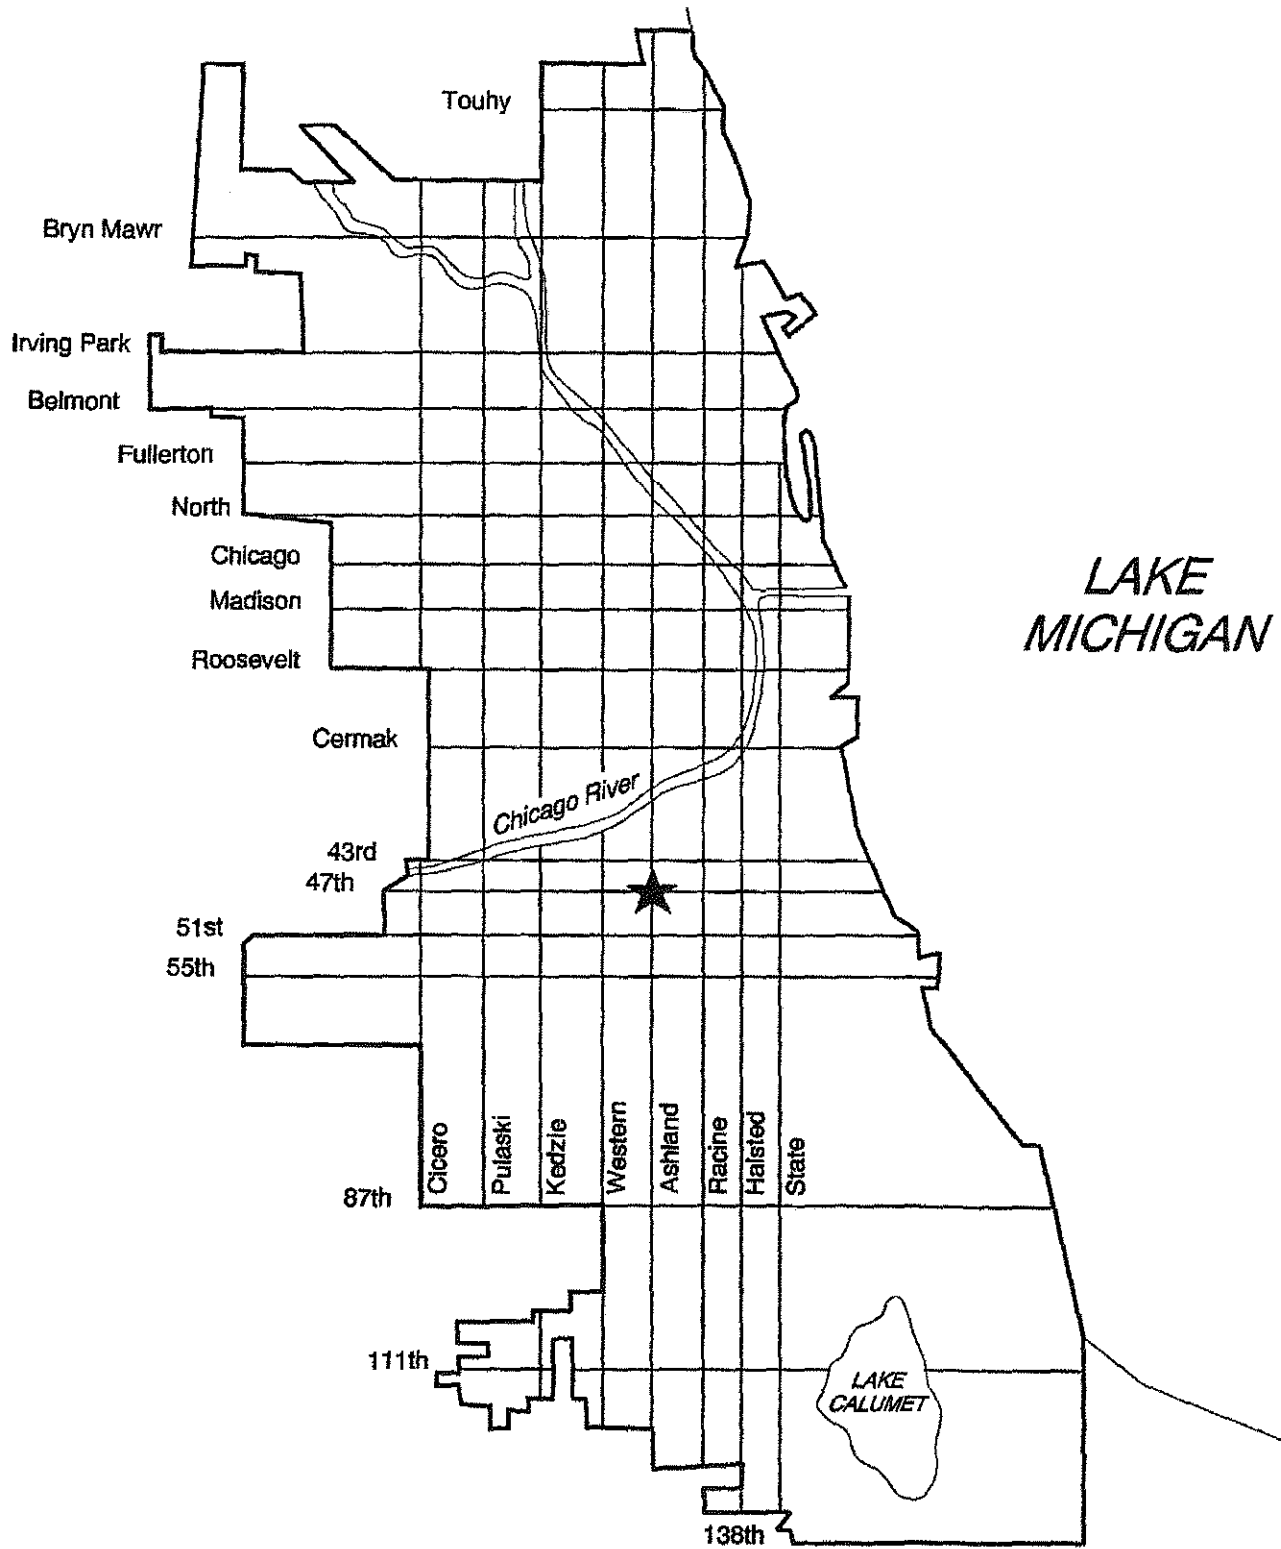 Touhy
Bryn Mawr
Irving Park
Belmont
Fullerton
North
Chicago
Madison
Roosevelt
LAKE
MICHIGAN
Cermak
Chicago River
43rd
47th
51st
55th
Cicero
Pulaski
Kedzie
Western
Ashland
Racine
Halsted
State
87th
111th
LAKE
CALUMET
138th